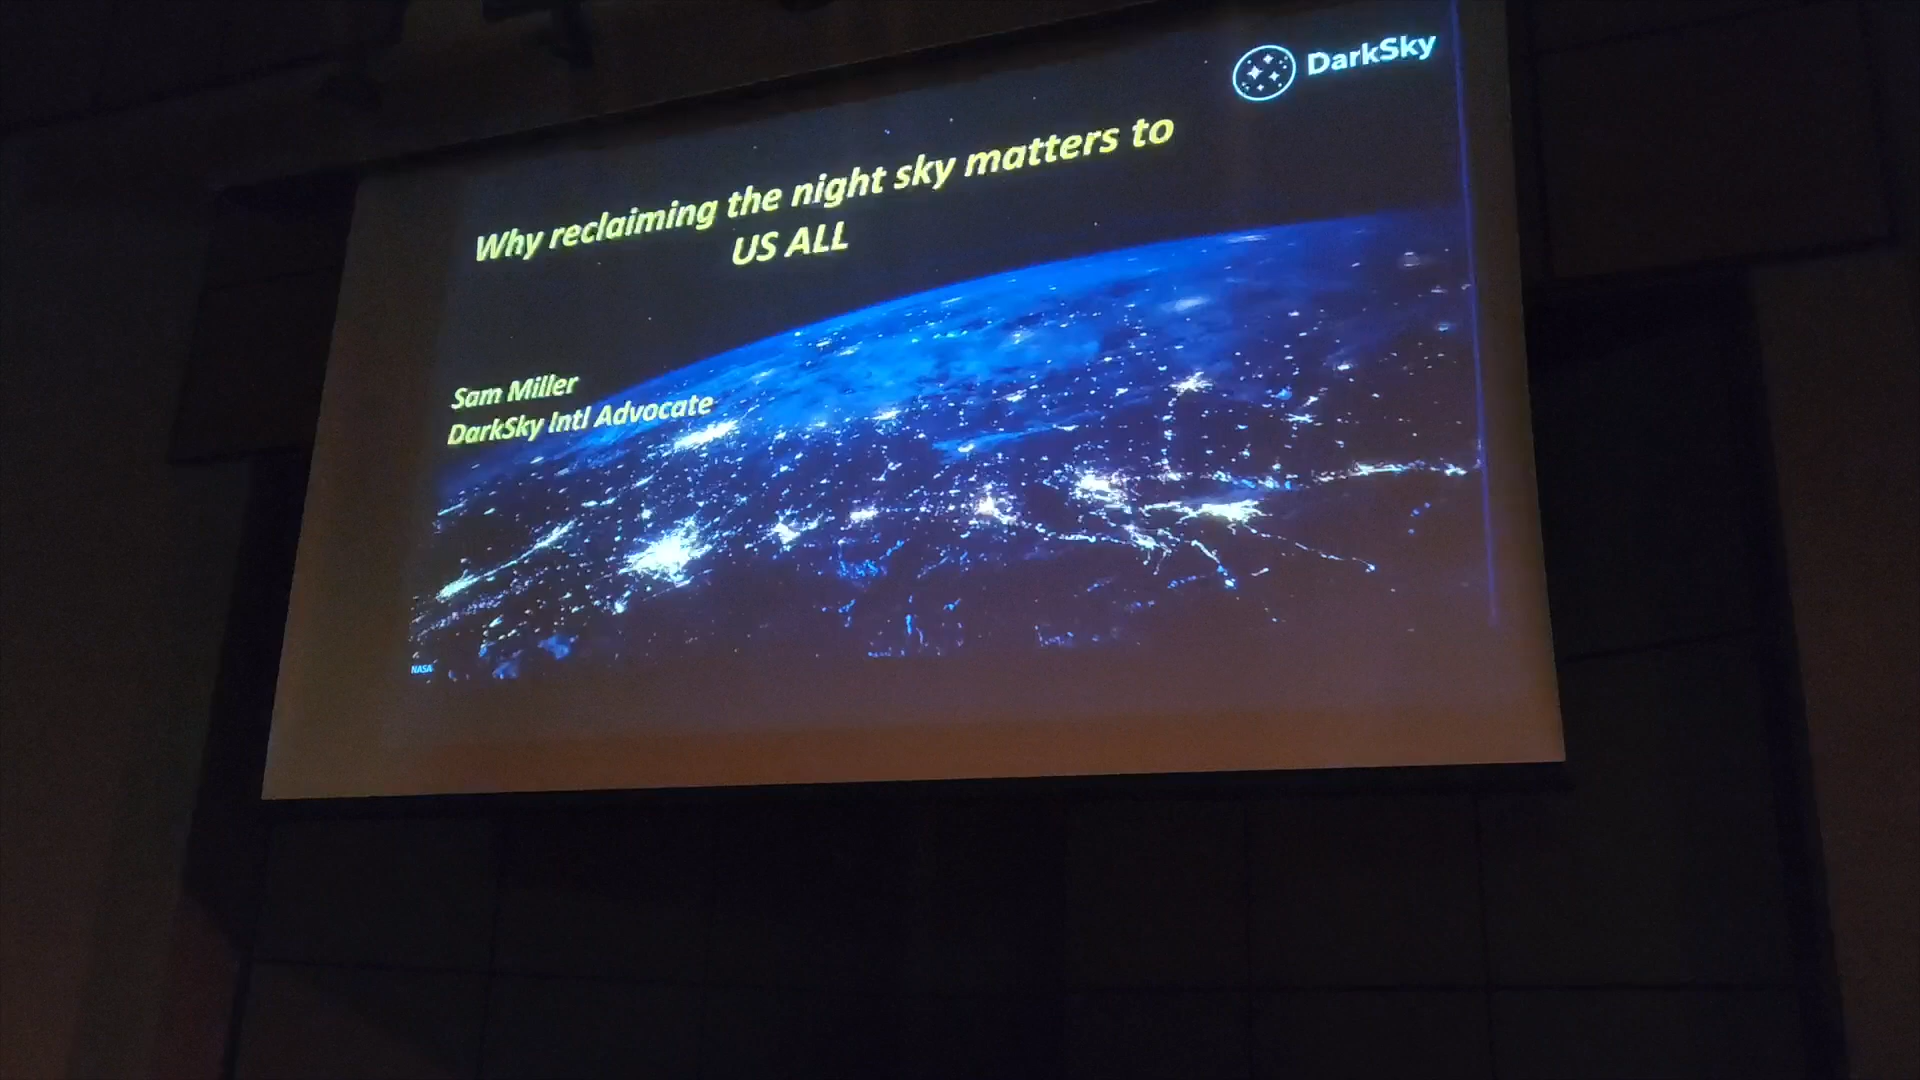 DarkSky
Why reclaiming the night sky matters to
US ALL
Sam Miller
DarkSky Intl Advocate
NASA